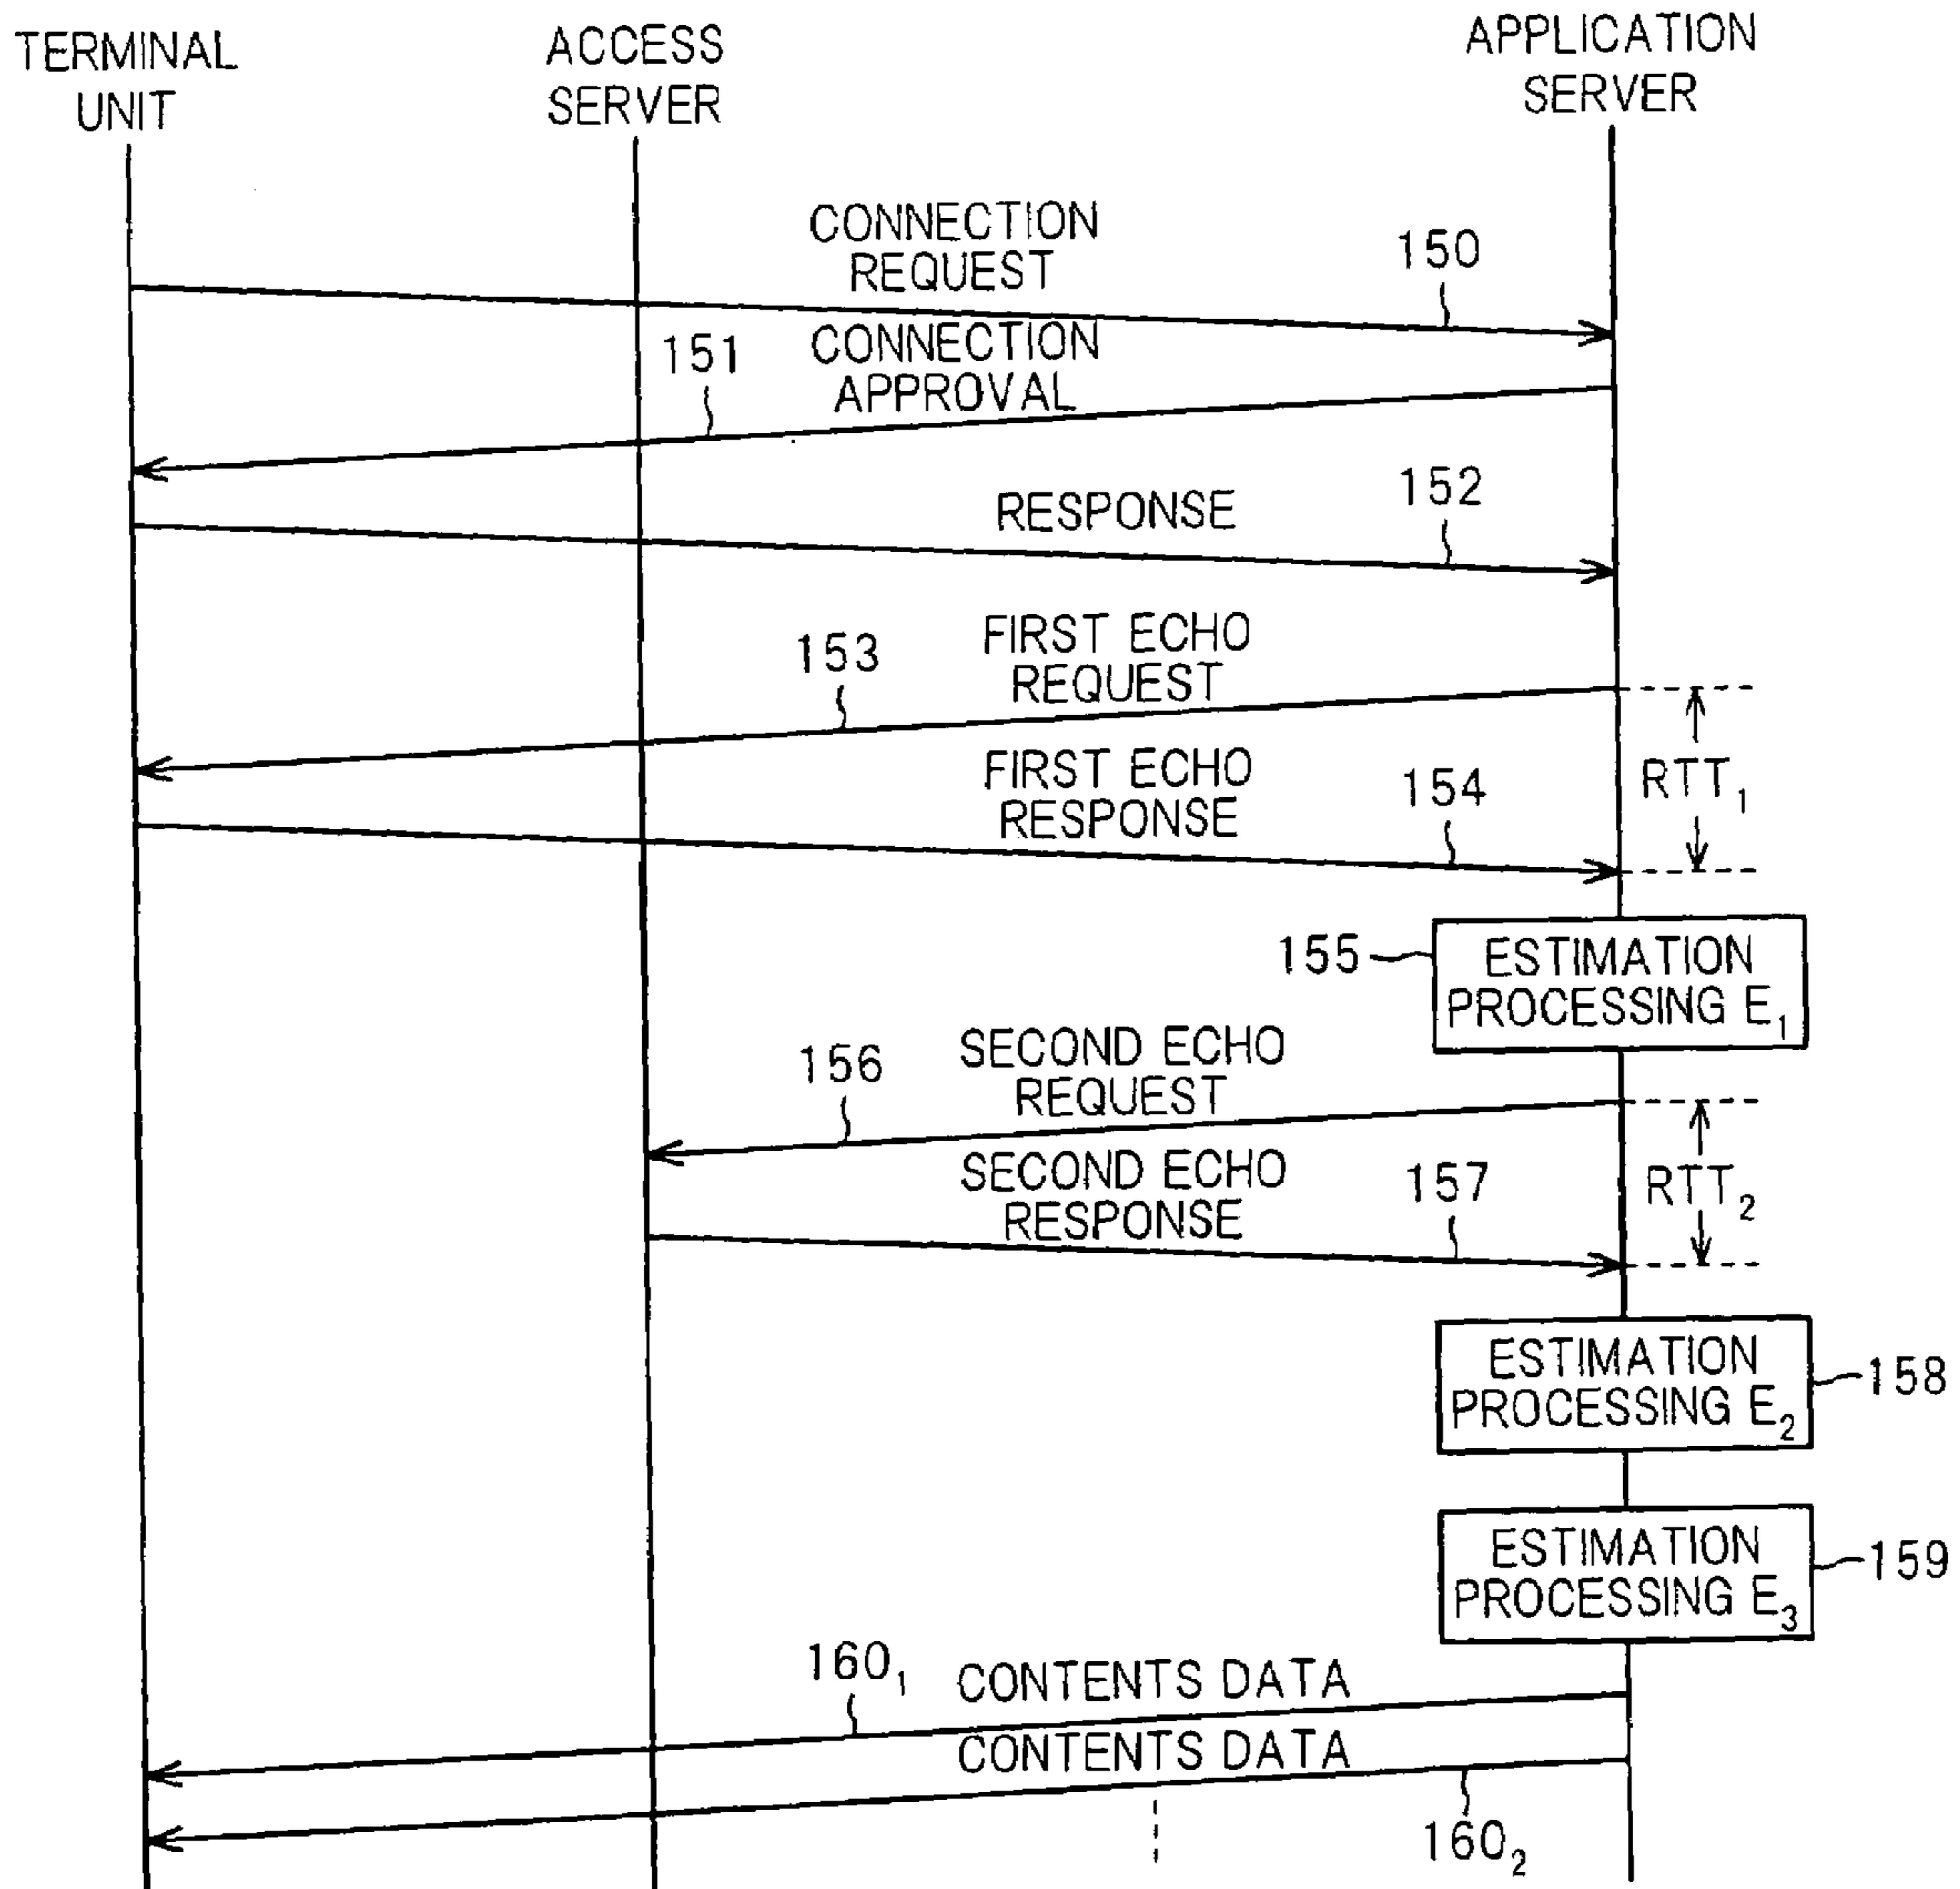 TERMINAL
UNIT
ACCESS
SERVER
APPLICATION
SERVER
CONNECTION
REQUEST
150
151
CONNECTION
APPROVAL
RESPONSE
152
153
FIRST ECHO
REQUEST
FIRST ECHO
RESPONSE
154
RTT₁
155
ESTIMATION
PROCESSING E₁
156
SECOND ECHO
REQUEST
SECOND ECHO
RESPONSE
157
RTT₂
ESTIMATION
PROCESSING E₂
158
ESTIMATION
PROCESSING E₃
159
160₁
CONTENTS DATA
CONTENTS DATA
160₂